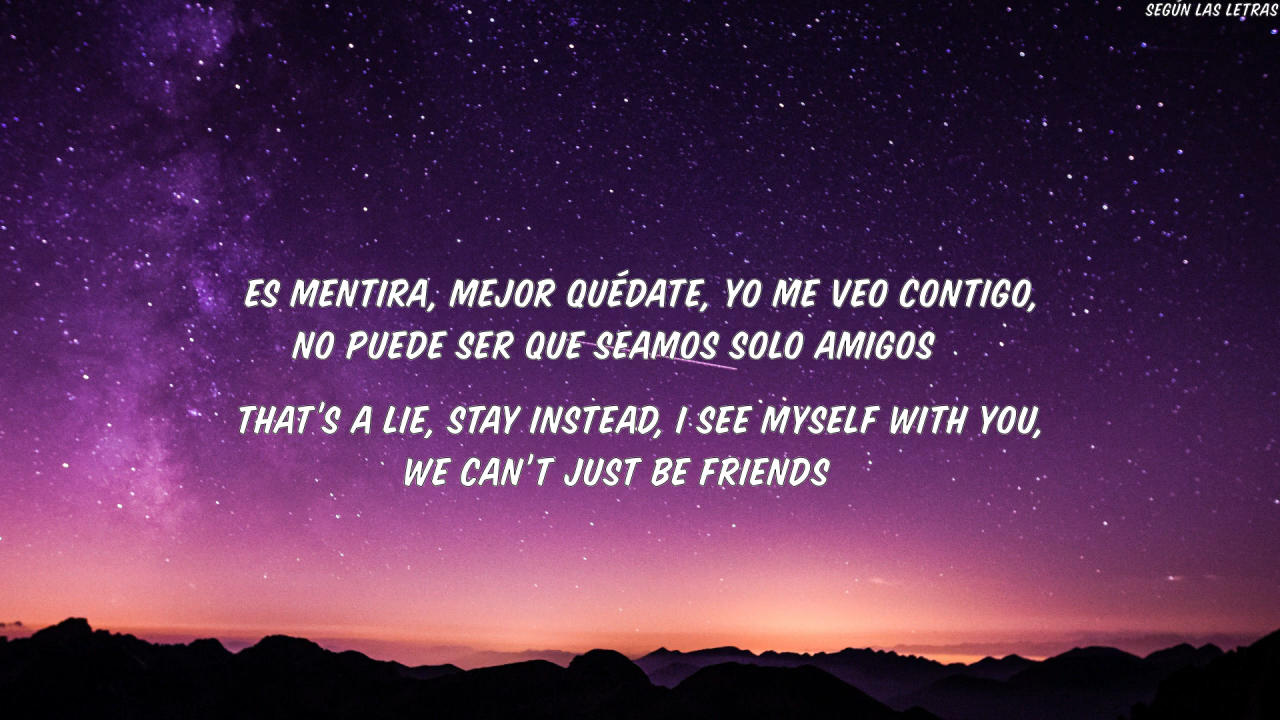 SEGÚN LAS LETRAS
ES MENTIRA, MEJOR QUÉDATE, YO ME VEO CONTIGO,
NO PUEDE SER QUE SEAMOS SOLO AMIGOS
THAT'S A LIE, STAY INSTEAD, I SEE MYSELF WITH YOU,
WE CAN'T JUST BE FRIENDS